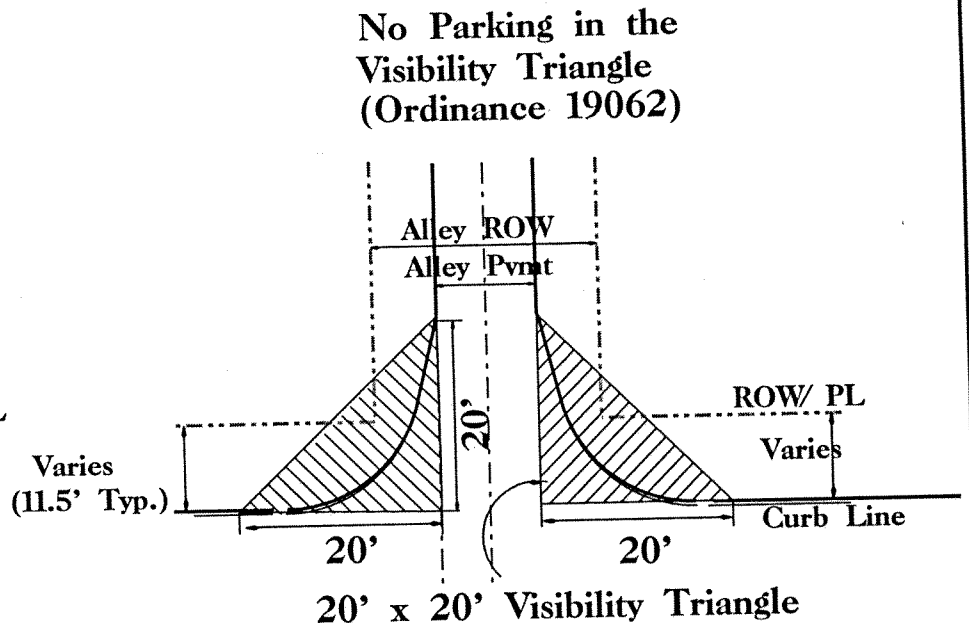 No Parking in the
Visibility Triangle
(Ordinance 19062)
Alley ROW
Alley Pvmt
ROW/ PL
20'
Varies
(11.5' Typ.)
Varies
Curb Line
20'
20'
20' x 20' Visibility Triangle